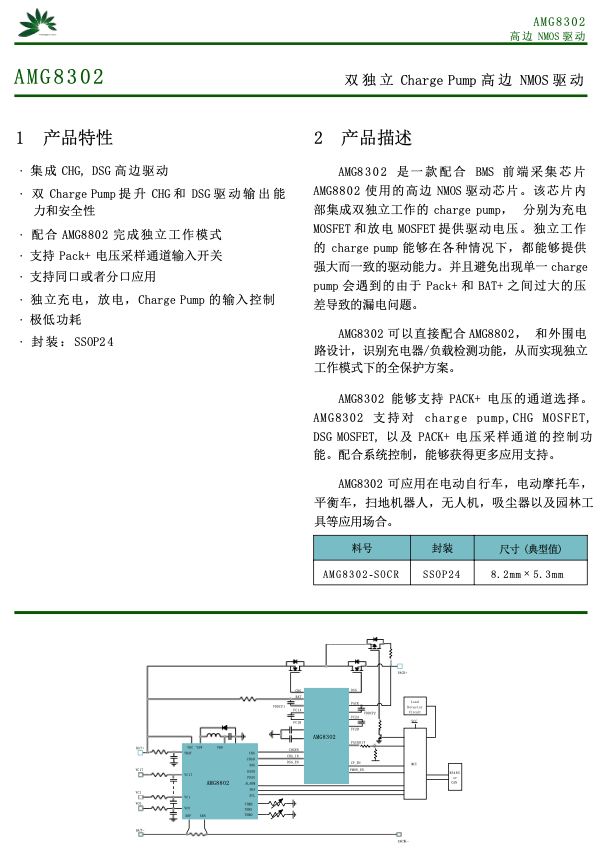 AMG8302
高边 NMOS 驱动
AMG8302
双独立 Charge Pump 高边 NMOS 驱动
1 产品特性
· 集成 CHG, DSG 高边驱动
· 双 Charge Pump 提升 CHG 和 DSG 驱动输出能
力和安全性
· 配合 AMG8802 完成独立工作模式
· 支持 Pack+ 电压采样通道输入开关
· 支持同口或者分口应用
· 独立充电，放电，Charge Pump 的输入控制
· 极低功耗
· 封装：SSOP24
2 产品描述
AMG8302 是一款配合 BMS 前端采集芯片
AMG8802 使用的高边 NMOS 驱动芯片。该芯片内
部集成双独立工作的 charge pump， 分别为充电
MOSFET 和放电 MOSFET 提供驱动电压。独立工作
的 charge pump 能够在各种情况下，都能够提供
强大而一致的驱动能力。并且避免出现单一 charge
pump 会遇到的由于 Pack+ 和 BAT+ 之间过大的压
差导致的漏电问题。
AMG8302 可以直接配合 AMG8802， 和外围电
路设计，识别充电器/负载检测功能，从而实现独立
工作模式下的全保护方案。
AMG8302 能够支持 PACK+ 电压的通道选择。
AMG8302 支持对 charge pump,CHG MOSFET,
DSG MOSFET, 以及 PACK+ 电压采样通道的控制功
能。配合系统控制，能够获得更多应用支持。
AMG8302 可应用在电动自行车，电动摩托车，
平衡车，扫地机器人，无人机，吸尘器以及园林工
具等应用场合。
料号 封装 尺寸 (典型值)
AMG8302-SOCR SSOP24 8.2mm×5.3mm
AMG8302
AMG8802
Load
Detector
Circuit
MCU